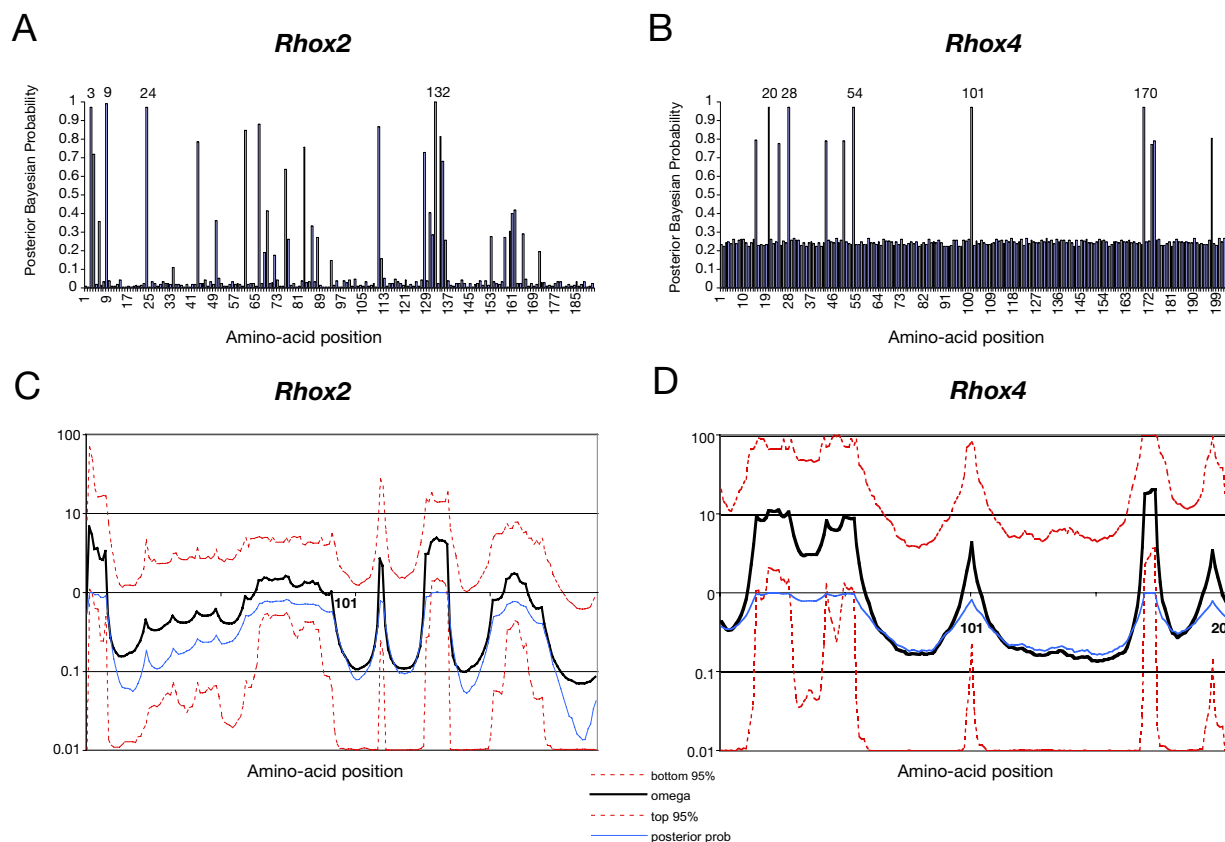 A
Rhox2
B
Rhox4
3 9 24 132
20 28 54 101 170
Posterior Bayesian Probability
1
0.9
0.8
0.7
0.6
0.5
0.4
0.3
0.2
0.1
0
1 9 17 25 33 41 49 57 65 73 81 89 97 105 113 121 129 137 145 153 161 169 177 185
Amino-acid position
Posterior Bayesian Probability
1
0.9
0.8
0.7
0.6
0.5
0.4
0.3
0.2
0.1
0
1 10 19 28 37 46 55 64 73 82 91 100 109 118 127 136 145 154 163 172 181 190 199
Amino-acid position
C
Rhox2
D
Rhox4
100
10
0
0.1
0.01
101
Amino-acid position
100
10
0
0.1
0.01
101
20
Amino-acid position
bottom 95%
omega
top 95%
posterior prob